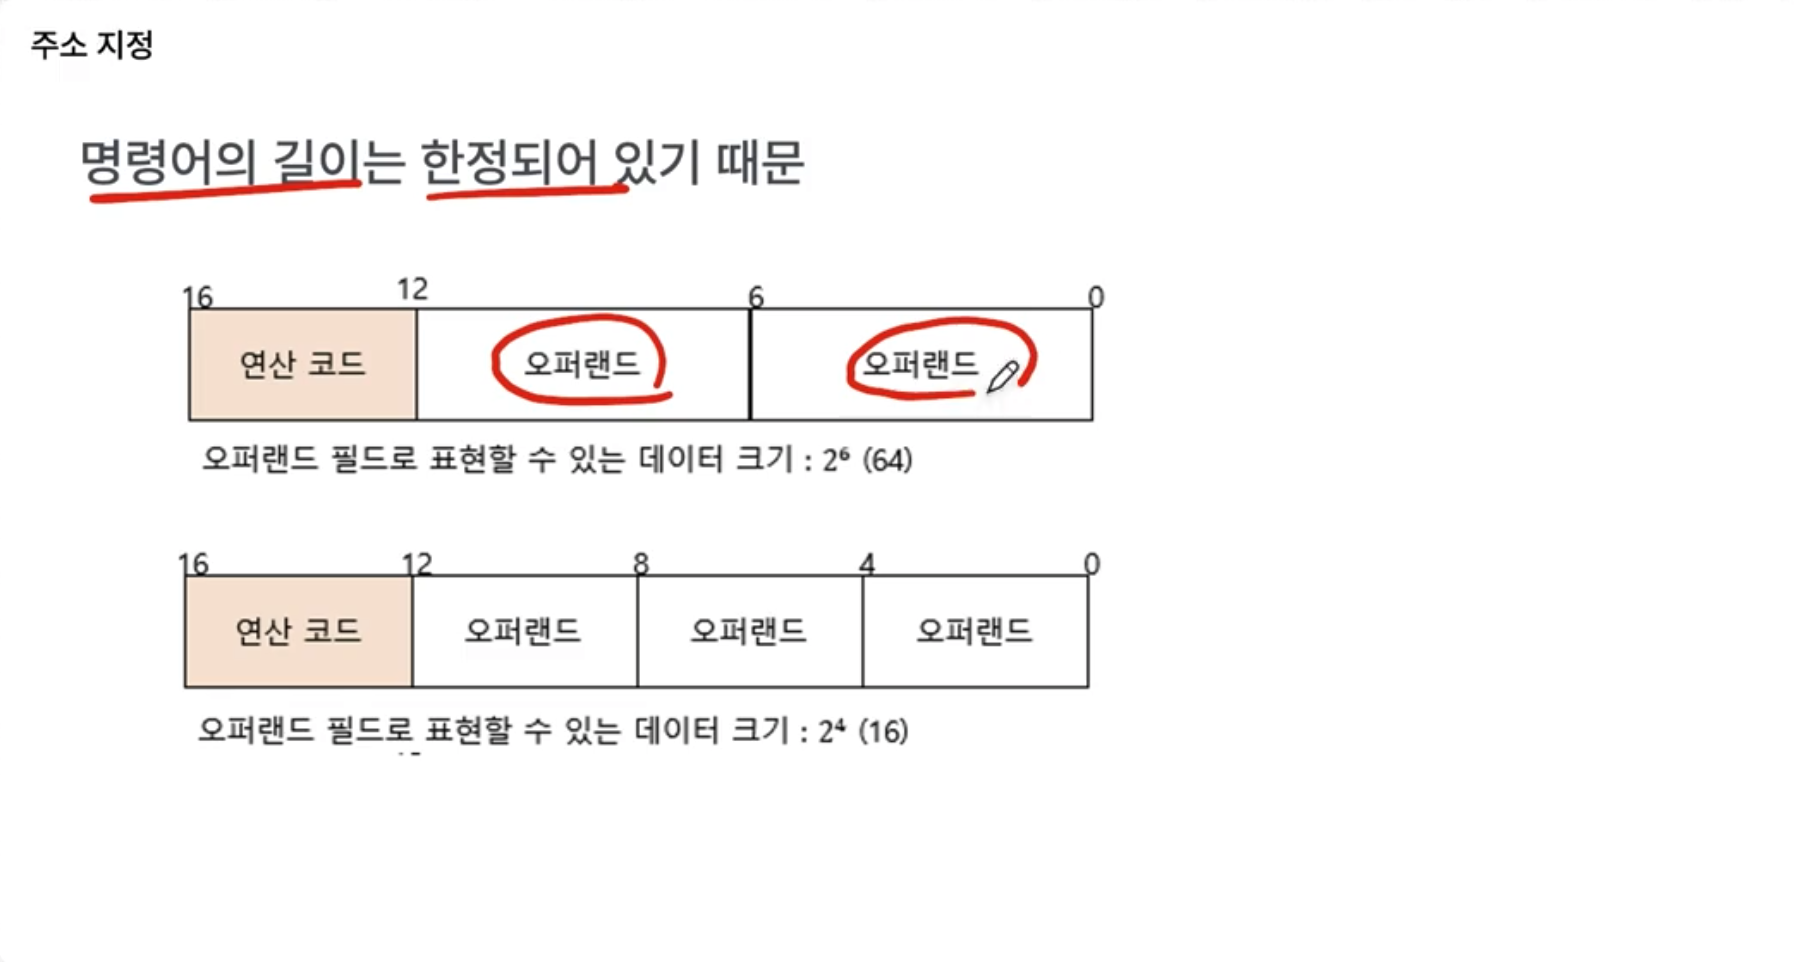 주소 지정
명령어의 길이는 한정되어 있기 때문
16 12 6 0
연산 코드 오퍼랜드 오퍼랜드
오퍼랜드 필드로 표현할 수 있는 데이터 크기 : 2⁶ (64)
16 12 8 4 0
연산 코드 오퍼랜드 오퍼랜드 오퍼랜드
오퍼랜드 필드로 표현할 수 있는 데이터 크기 : 2⁴ (16)